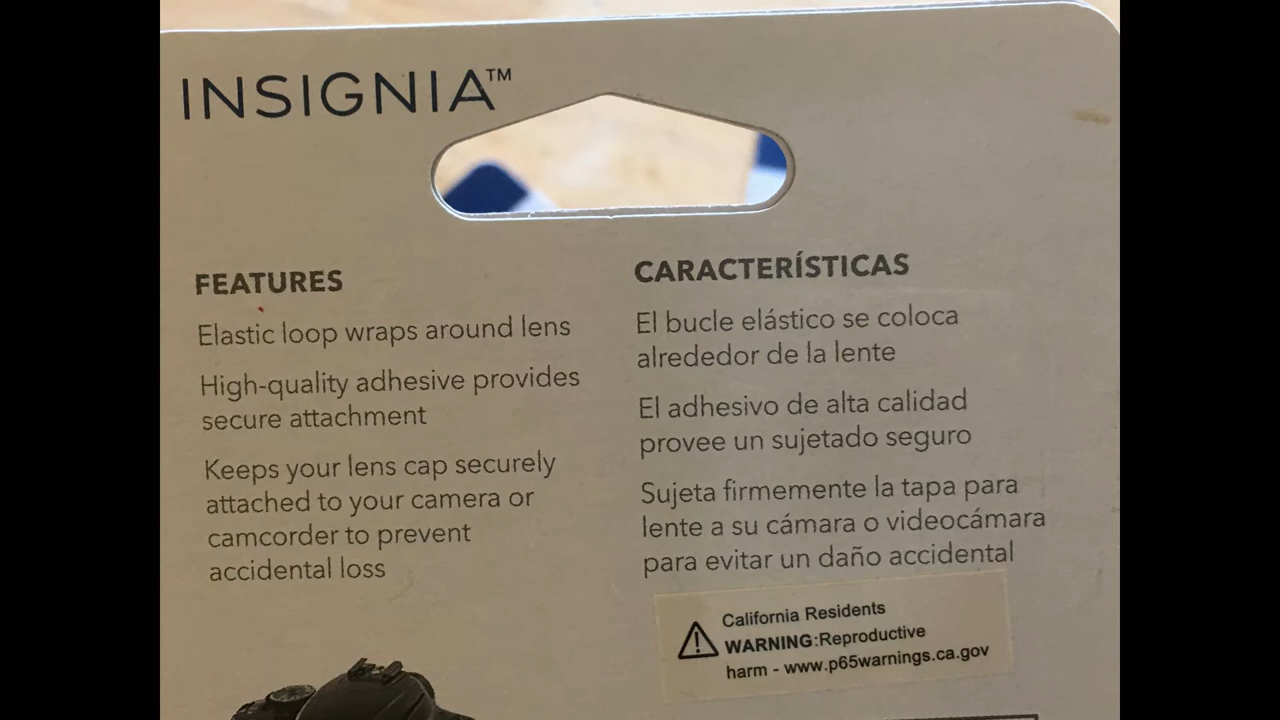 INSIGNIA™
FEATURES
Elastic loop wraps around lens
High-quality adhesive provides
secure attachment
Keeps your lens cap securely
attached to your camera or
camcorder to prevent
accidental loss
CARACTERÍSTICAS
El bucle elástico se coloca
alrededor de la lente
El adhesivo de alta calidad
provee un sujetado seguro
Sujeta firmemente la tapa para
lente a su cámara o videocámara
para evitar un daño accidental
California Residents
WARNING:Reproductive
harm - www.p65warnings.ca.gov